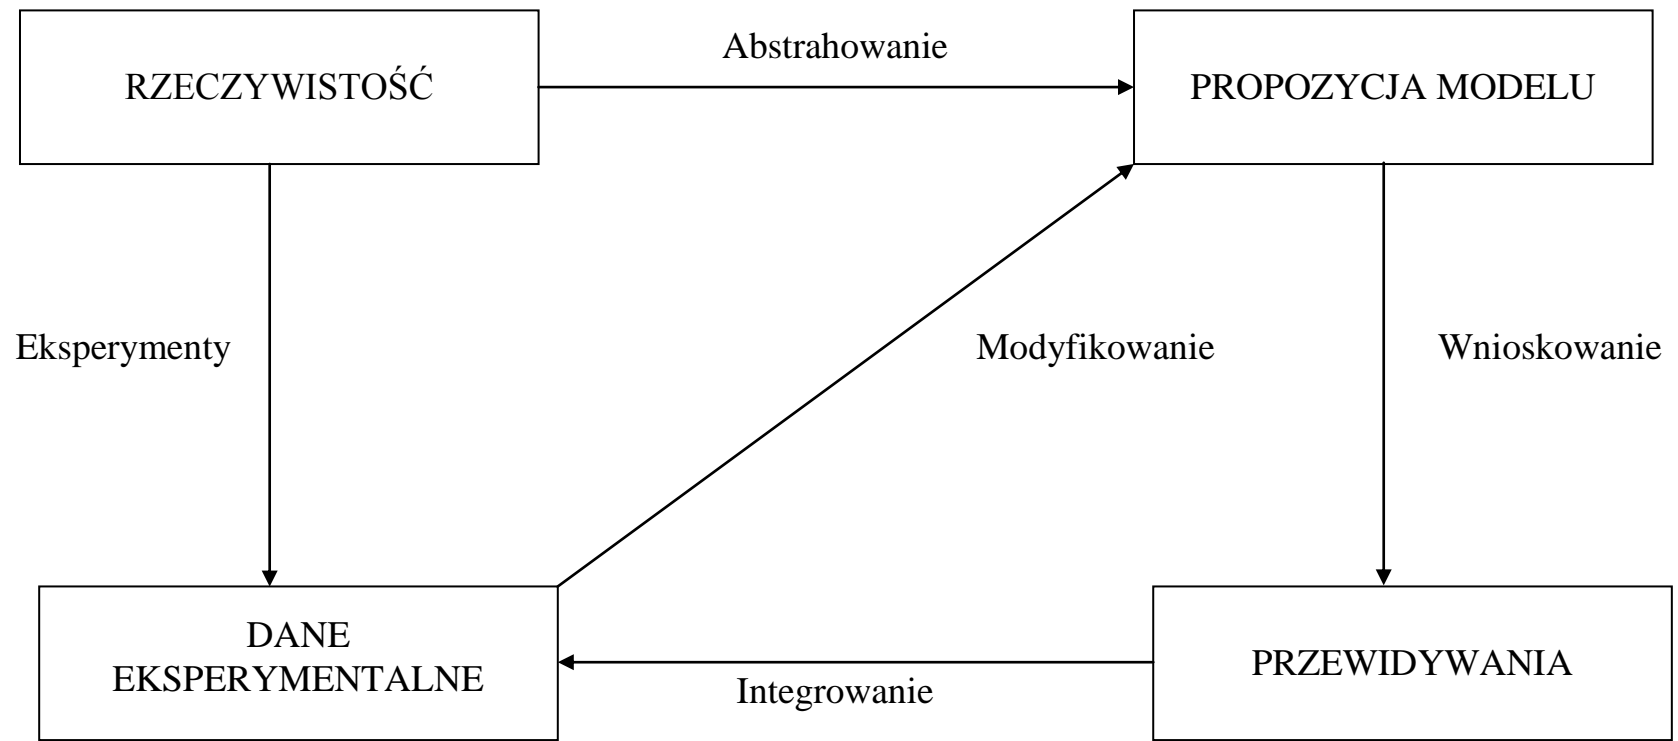 Abstrahowanie
RZECZYWISTOŚĆ
PROPOZYCJA MODELU
Eksperymenty
Modyfikowanie
Wnioskowanie
DANE
EKSPERYMENTALNE
PRZEWIDYWANIA
Integrowanie